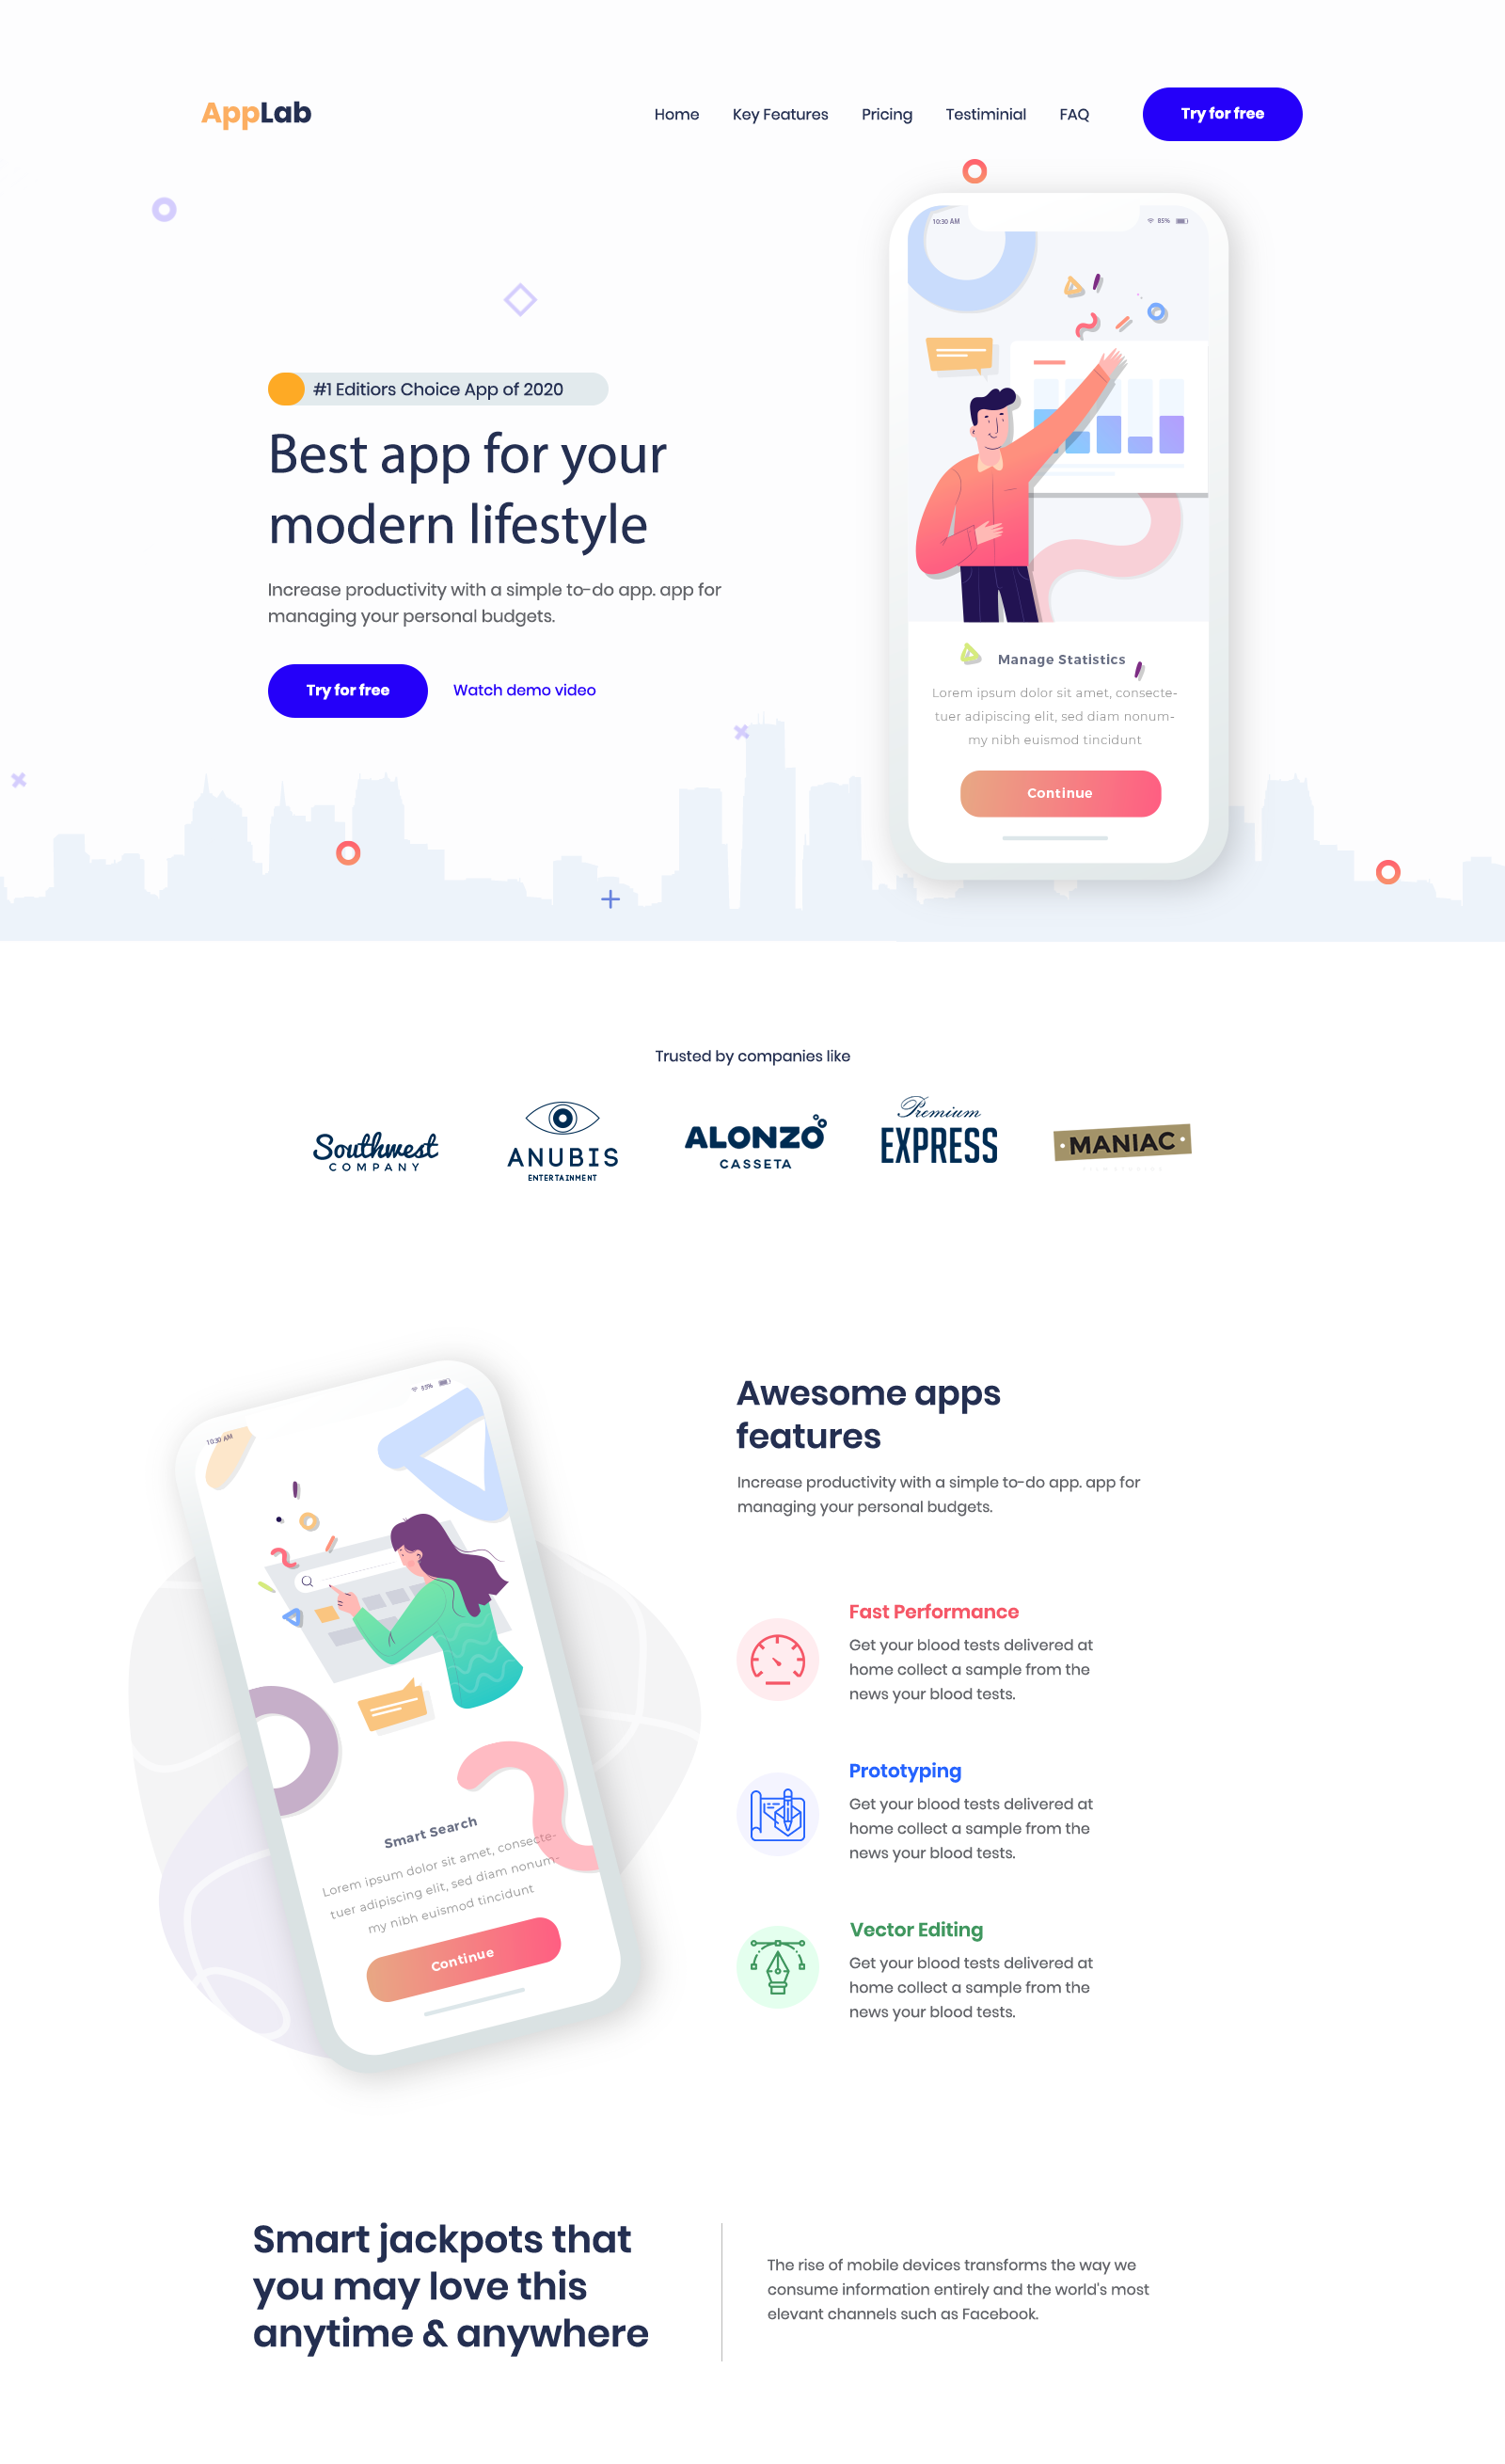 AppLab
Home Key Features Pricing Testiminial FAQ Try for free
10:30 AM 85%
#1 Editiors Choice App of 2020
Best app for your
modern lifestyle
Increase productivity with a simple to-do app. app for
managing your personal budgets.
Try for free Watch demo video
Manage Statistics
Lorem ipsum dolor sit amet, consecte-
tuer adipiscing elit, sed diam nonum-
my nibh euismod tincidunt
Continue
Trusted by companies like
Southwest
COMPANY
ANUBIS
ENTERTAINMENT
ALONZO
CASSETA
Premium
EXPRESS
MANIAC
10:30 AM 85%
Smart Search
Lorem ipsum dolor sit amet, consecte-
tuer adipiscing elit, sed diam nonum-
my nibh euismod tincidunt
Continue
Awesome apps
features
Increase productivity with a simple to-do app. app for
managing your personal budgets.
Fast Performance
Get your blood tests delivered at
home collect a sample from the
news your blood tests.
Prototyping
Get your blood tests delivered at
home collect a sample from the
news your blood tests.
Vector Editing
Get your blood tests delivered at
home collect a sample from the
news your blood tests.
Smart jackpots that
you may love this
anytime & anywhere
The rise of mobile devices transforms the way we
consume information entirely and the world's most
elevant channels such as Facebook.